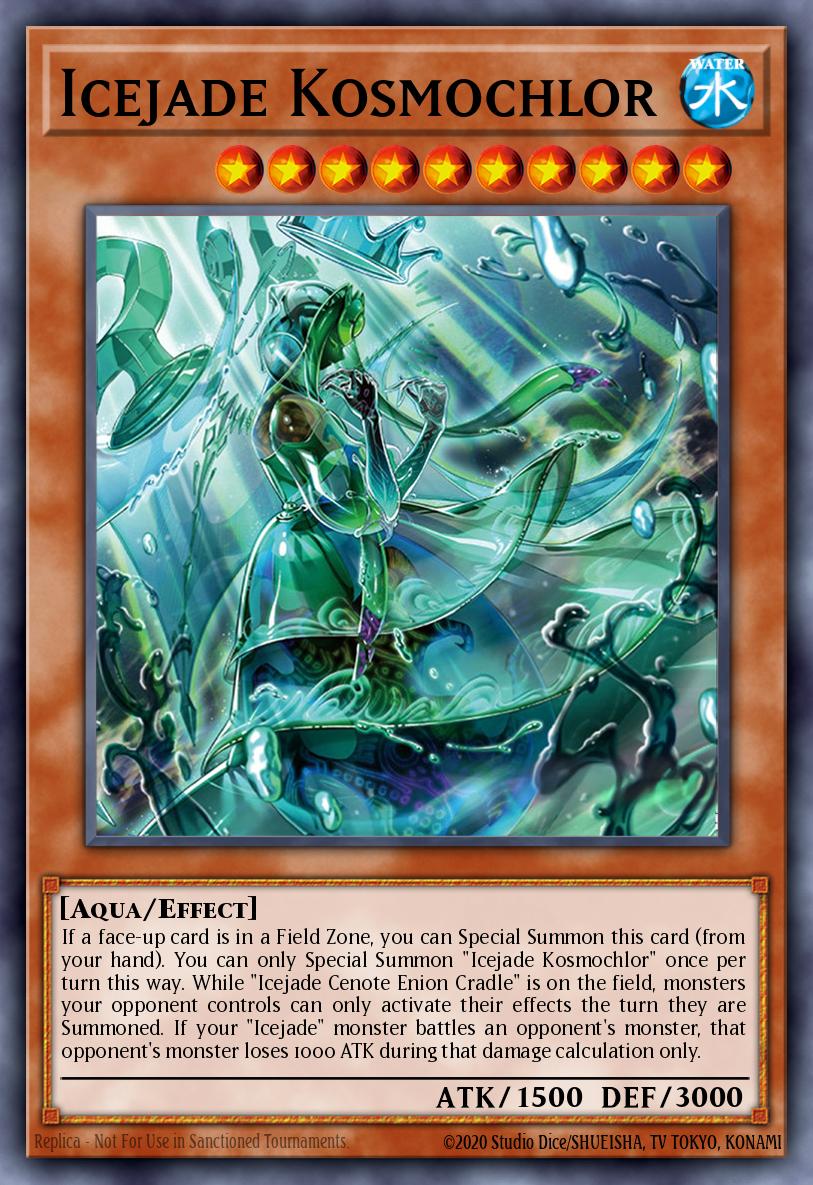 Icejade Kosmochlor
WATER
水
[Aqua/Effect]
If a face-up card is in a Field Zone, you can Special Summon this card (from
your hand). You can only Special Summon "Icejade Kosmochlor" once per
turn this way. While "Icejade Cenote Enion Cradle" is on the field, monsters
your opponent controls can only activate their effects the turn they are
Summoned. If your "Icejade" monster battles an opponent's monster, that
opponent's monster loses 1000 ATK during that damage calculation only.
ATK/1500 DEF/3000
Replica - Not For Use in Sanctioned Tournaments.
©2020 Studio Dice/SHUEISHA, TV TOKYO, KONAMI